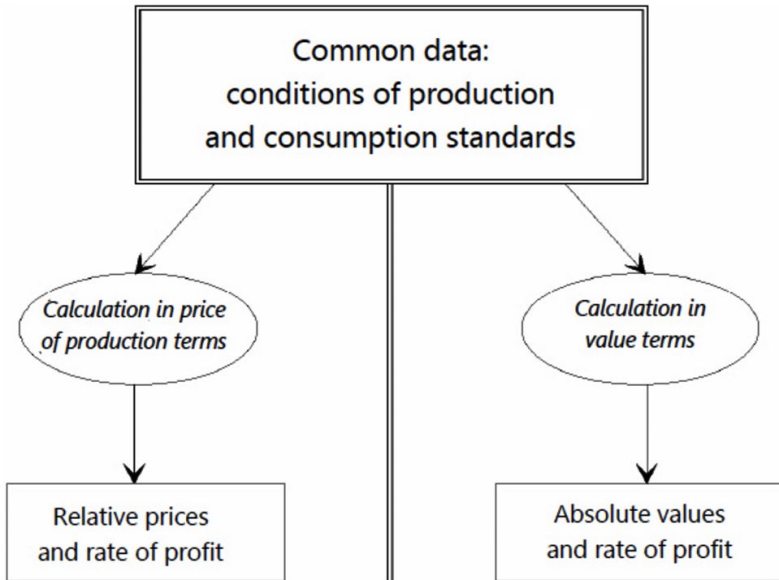 Common data:
conditions of production
and consumption standards
Calculation in price
of production terms
Calculation in
value terms
Relative prices
and rate of profit
Absolute values
and rate of profit